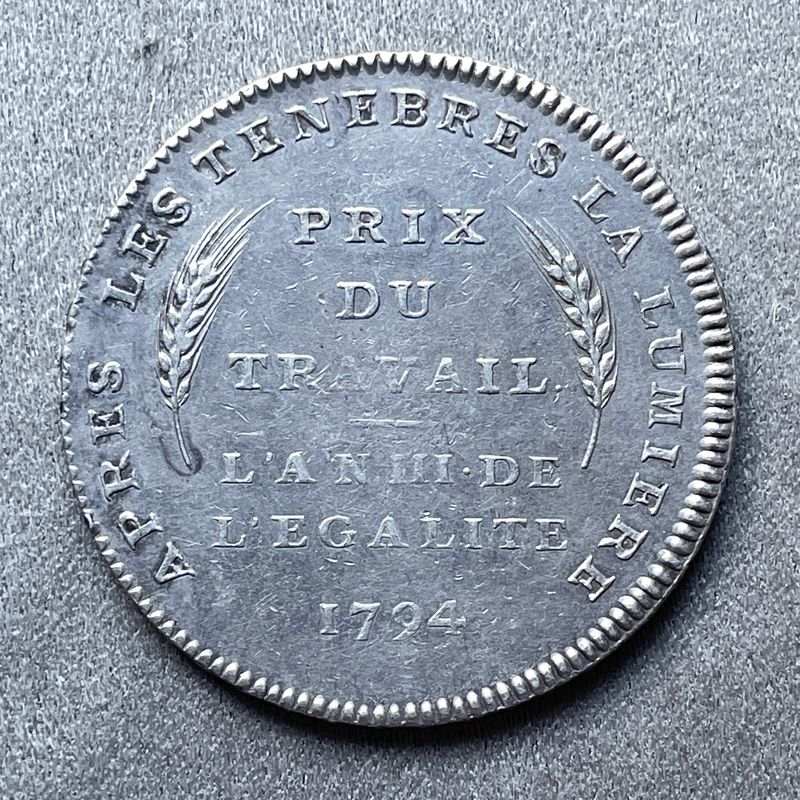 APRES LES TENEBRES LA LUMIERE
PRIX
DU
TRAVAIL.
L'AN III·DE
L'EGALITE
1794